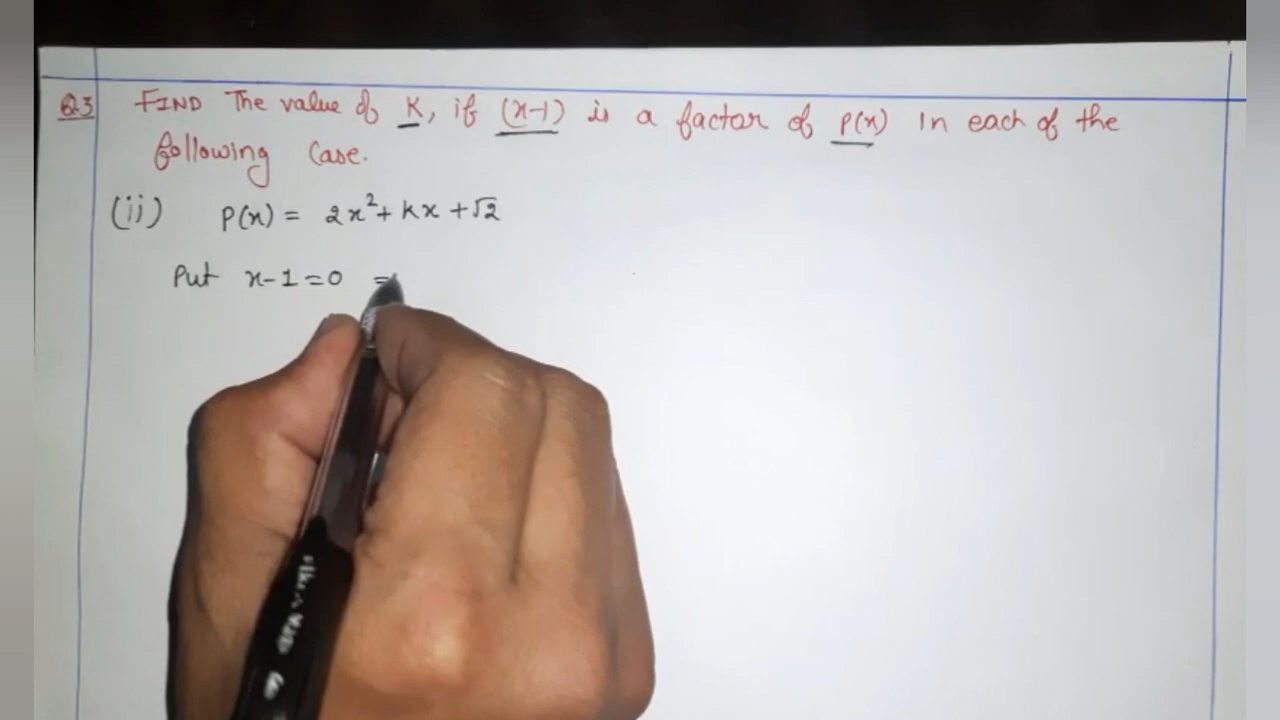 Q.3 FIND The value of K, if (x-1) is a factor of P(x) in each of the
following Case.
(ii) P(x) = 2x²+ kx +√2
Put x-1=0 =